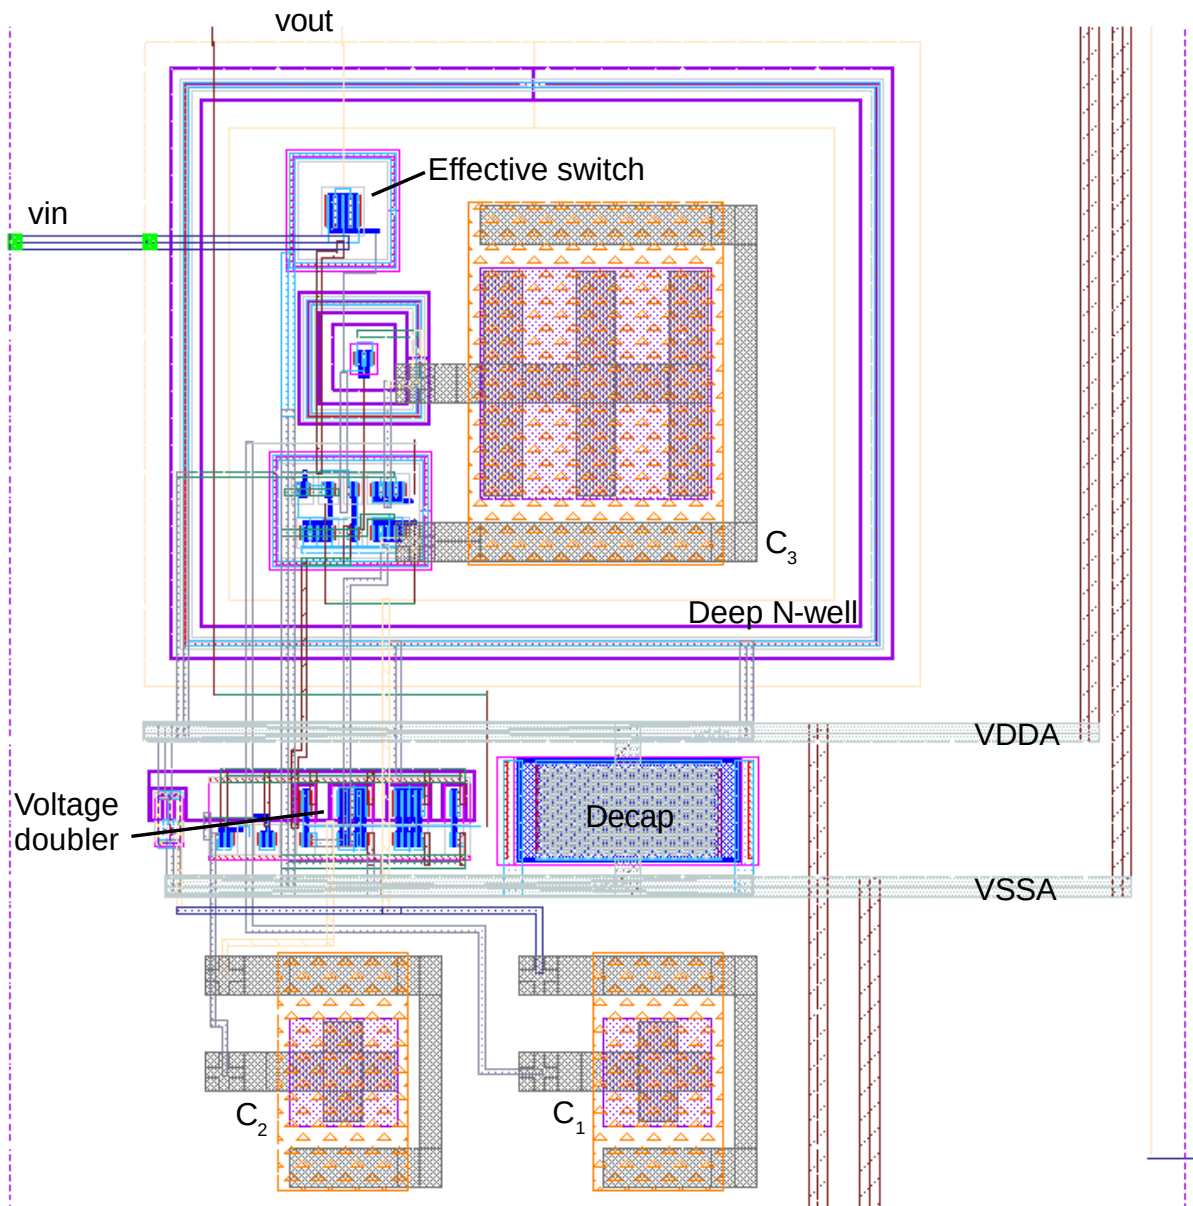 vout
Effective switch
vin
C3
Deep N-well
VDDA
Voltage
doubler
Decap
VSSA
C2
C1